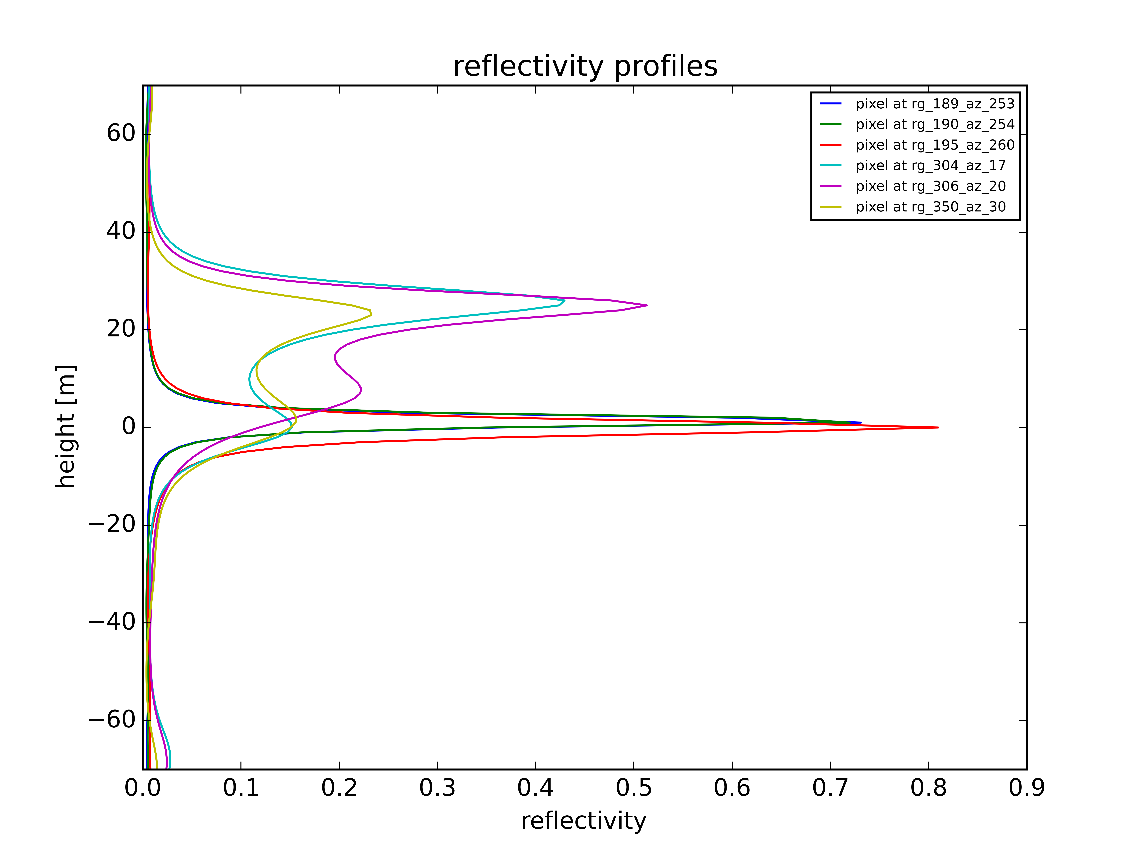 reflectivity profiles
pixel at rg_189_az_253
pixel at rg_190_az_254
pixel at rg_195_az_260
pixel at rg_304_az_17
pixel at rg_306_az_20
pixel at rg_350_az_30
height [m]
60
40
20
0
−20
−40
−60
0.0 0.1 0.2 0.3 0.4 0.5 0.6 0.7 0.8 0.9
reflectivity